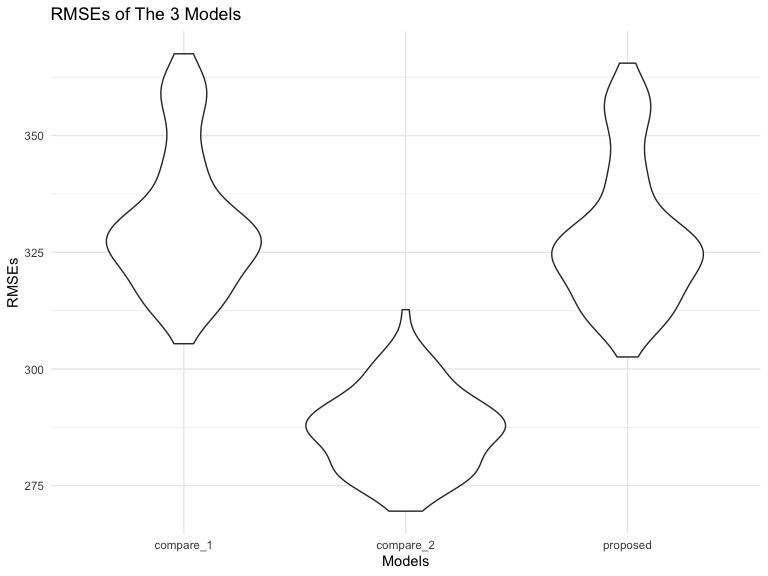 RMSEs of The 3 Models
RMSEs
350
325
300
275
compare_1
compare_2
proposed
Models